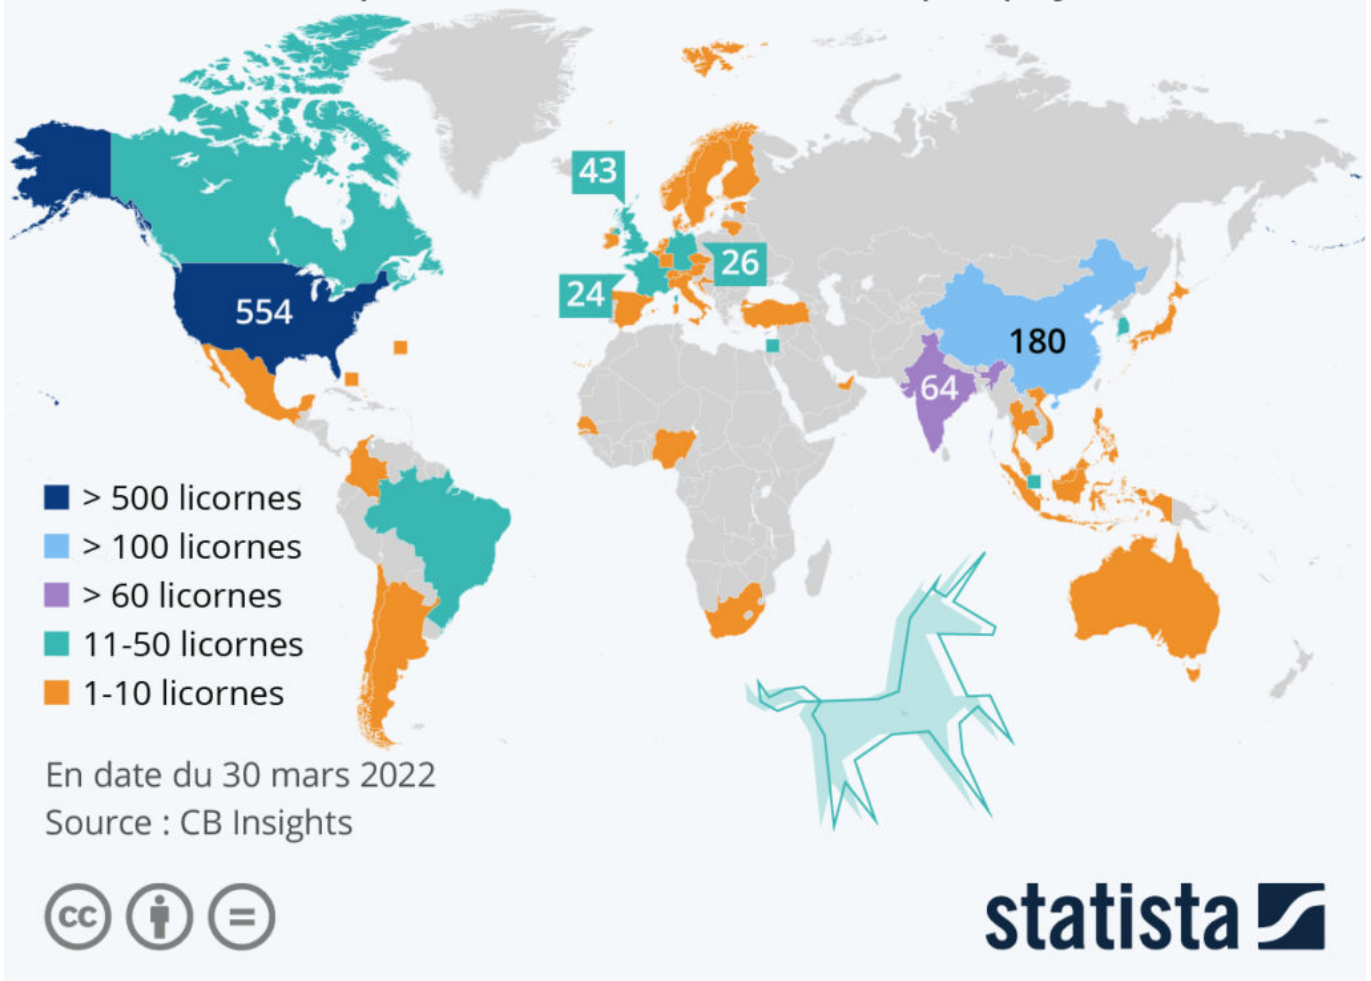 43
26
24
554
180
64
> 500 licornes
> 100 licornes
> 60 licornes
11-50 licornes
1-10 licornes
En date du 30 mars 2022
Source : CB Insights
cc
statista